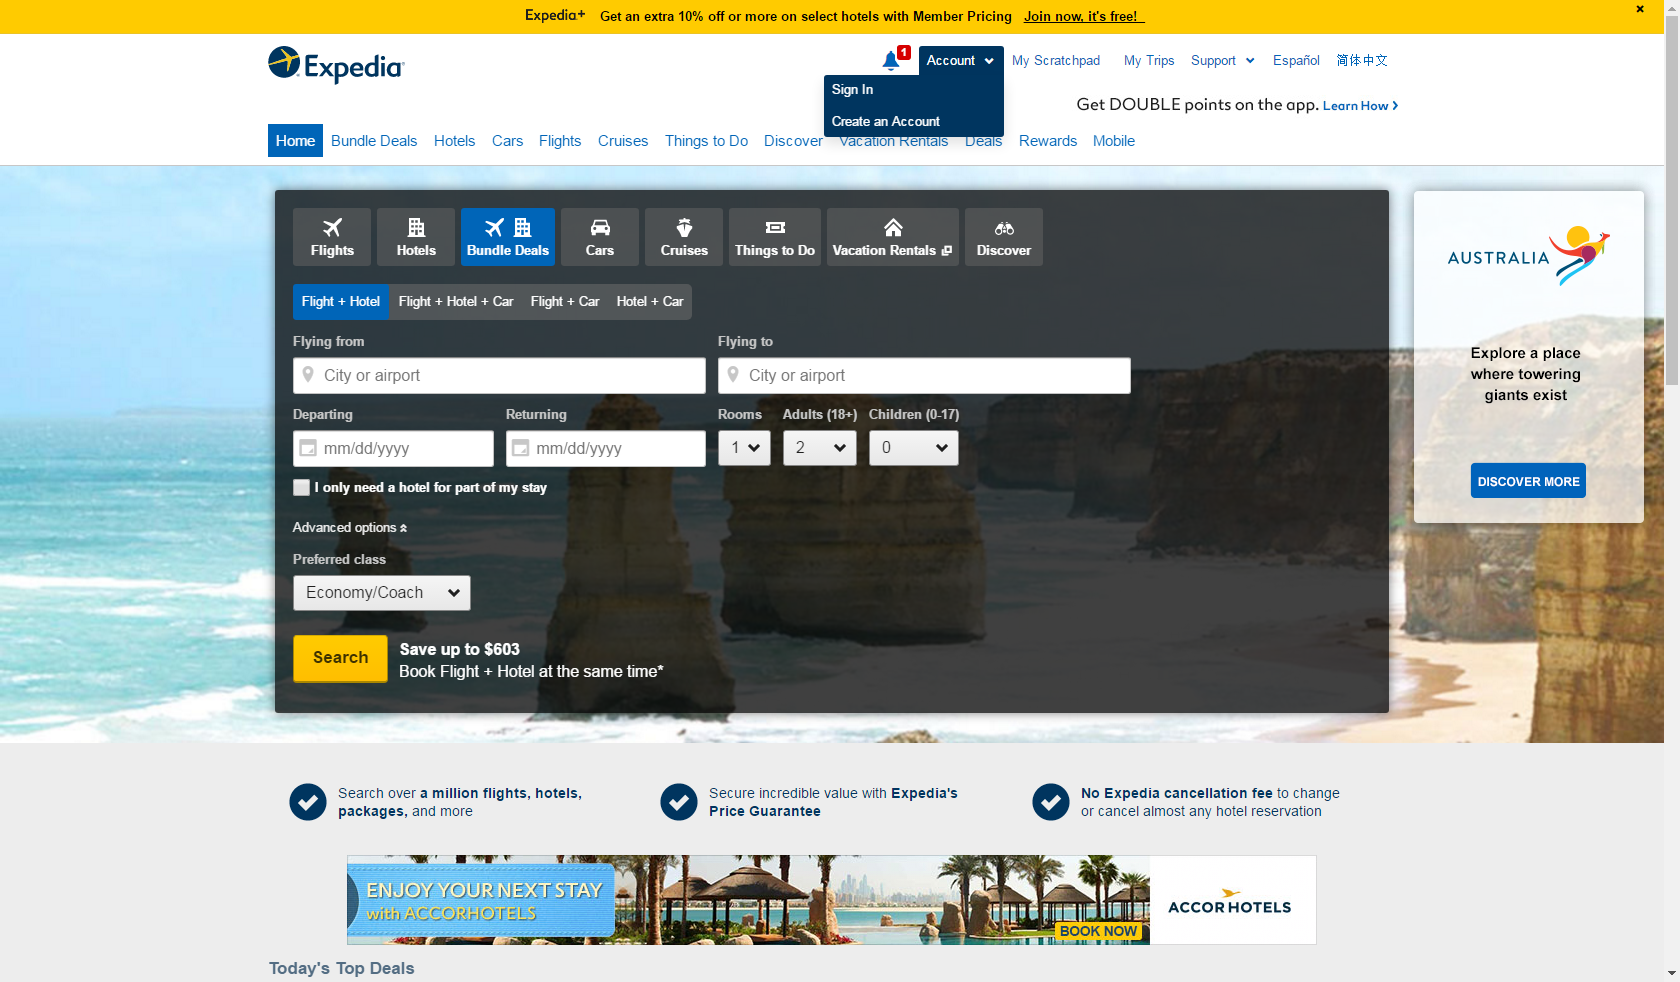 Expedia+ Get an extra 10% off or more on select hotels with Member Pricing Join now, it's free!
Expedia
1
Account
My Scratchpad
My Trips
Support
Español
简体中文
Sign In
Create an Account
Get DOUBLE points on the app. Learn How
Home
Bundle Deals
Hotels
Cars
Flights
Cruises
Things to Do
Discover
Vacation Rentals
Deals
Rewards
Mobile
Flights
Hotels
Bundle Deals
Cars
Cruises
Things to Do
Vacation Rentals
Discover
Flight + Hotel
Flight + Hotel + Car
Flight + Car
Hotel + Car
Flying from
Flying to
City or airport
City or airport
Departing
Returning
Rooms
Adults (18+)
Children (0-17)
mm/dd/yyyy
mm/dd/yyyy
1
2
0
I only need a hotel for part of my stay
Advanced options
Preferred class
Economy/Coach
Search
Save up to $603
Book Flight + Hotel at the same time*
AUSTRALIA
Explore a place
where towering
giants exist
DISCOVER MORE
Search over a million flights, hotels,
packages, and more
Secure incredible value with Expedia's
Price Guarantee
No Expedia cancellation fee to change
or cancel almost any hotel reservation
ENJOY YOUR NEXT STAY
with ACCORHOTELS
BOOK NOW
ACCORHOTELS
Today's Top Deals